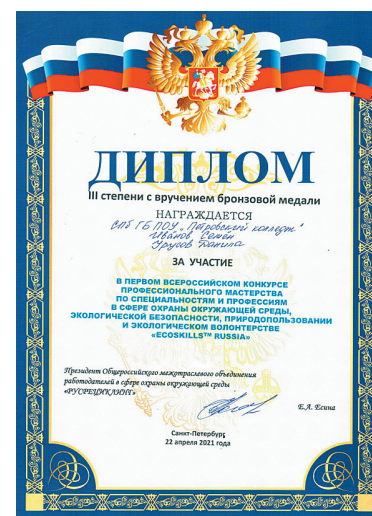 ДИПЛОМ
III степени с вручением бронзовой медали
НАГРАЖДАЕТСЯ
СПб ГБ ПОУ „Петровский колледж"
Иванов Семён
Урусов Данила
ЗА УЧАСТИЕ
В ПЕРВОМ ВСЕРОССИЙСКОМ КОНКУРСЕ
ПРОФЕССИОНАЛЬНОГО МАСТЕРСТВА
ПО СПЕЦИАЛЬНОСТЯМ И ПРОФЕССИЯМ
В СФЕРЕ ОХРАНЫ ОКРУЖАЮЩЕЙ СРЕДЫ,
ЭКОЛОГИЧЕСКОЙ БЕЗОПАСНОСТИ, ПРИРОДОПОЛЬЗОВАНИИ
И ЭКОЛОГИЧЕСКОМ ВОЛОНТЕРСТВЕ
«ECOSKILLS™ RUSSIA»
Президент Общероссийского межотраслевого объединения
работодателей в сфере охраны окружающей среды
«РУСРЕЦИКЛИНГ»
Е.А. Есина
Санкт-Петербург
22 апреля 2021 года